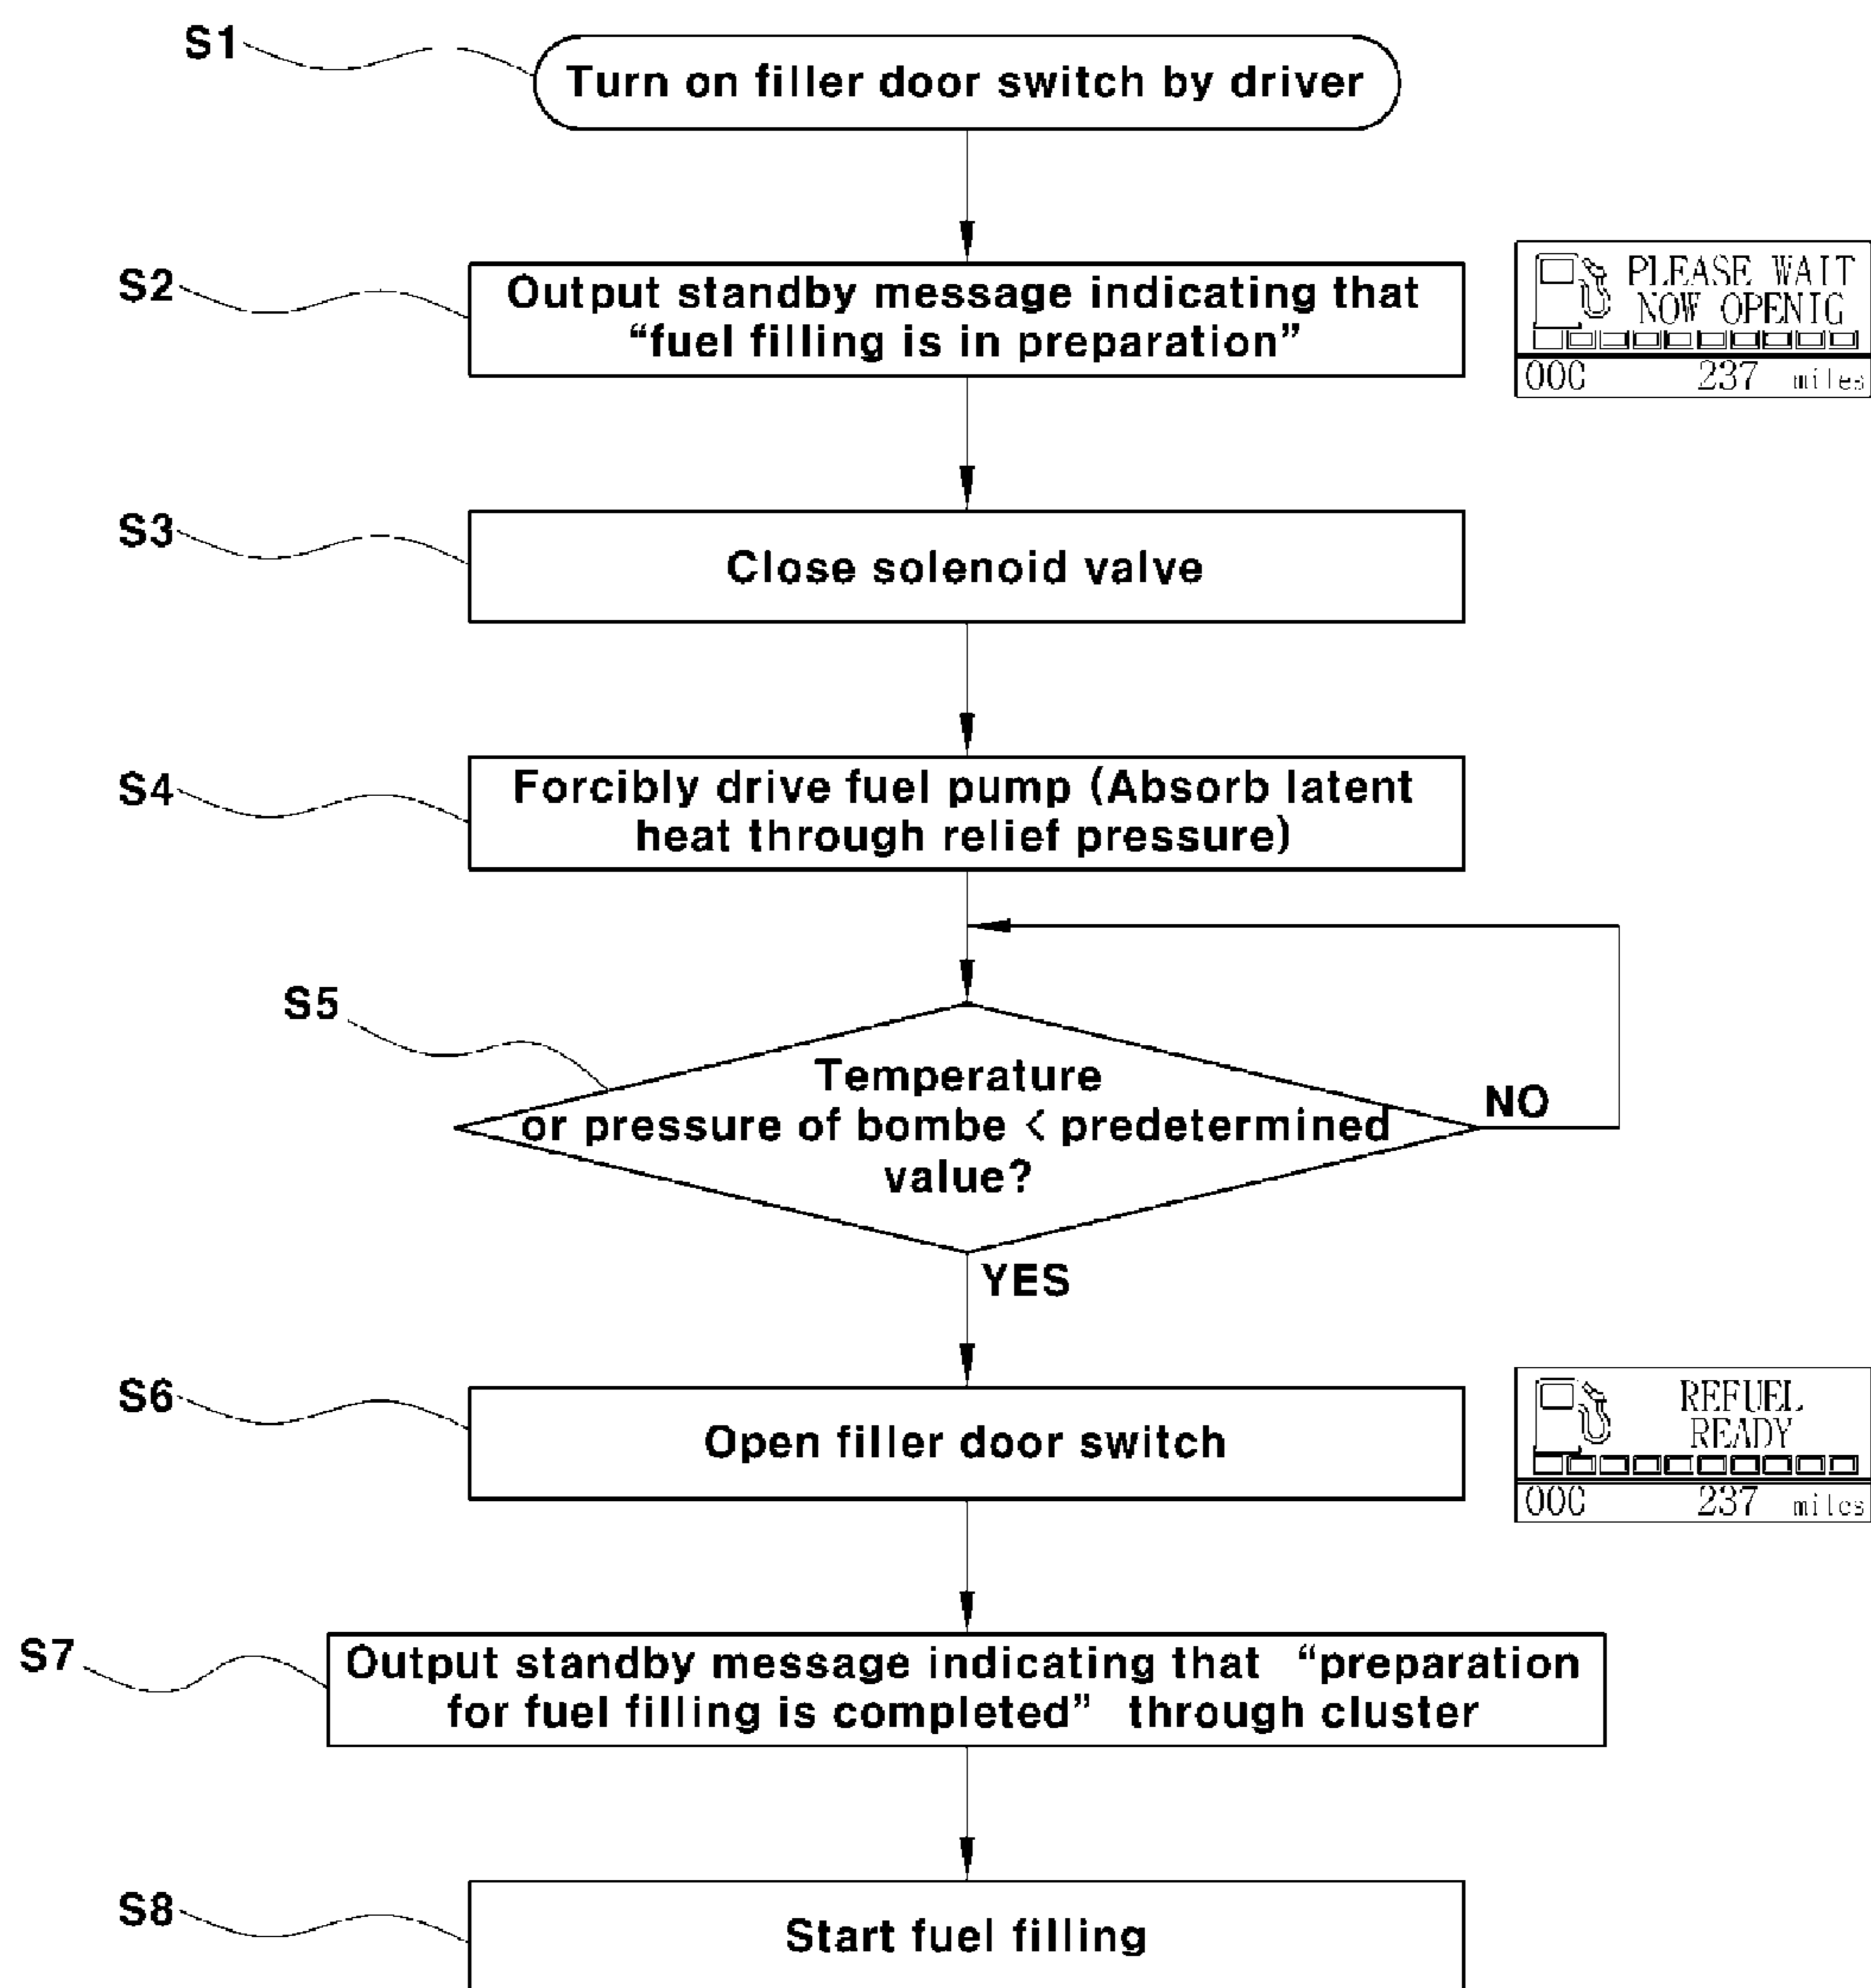 S1
Turn on filler door switch by driver
S2
Output standby message indicating that
“fuel filling is in preparation”
PLEASE WAIT
NOW OPENIG
00C 237 miles
S3
Close solenoid valve
S4
Forcibly drive fuel pump (Absorb latent
heat through relief pressure)
S5
Temperature
or pressure of bombe < predetermined
value?
NO
YES
S6
Open filler door switch
REFUEL
READY
00C 237 miles
S7
Output standby message indicating that “preparation
for fuel filling is completed” through cluster
S8
Start fuel filling